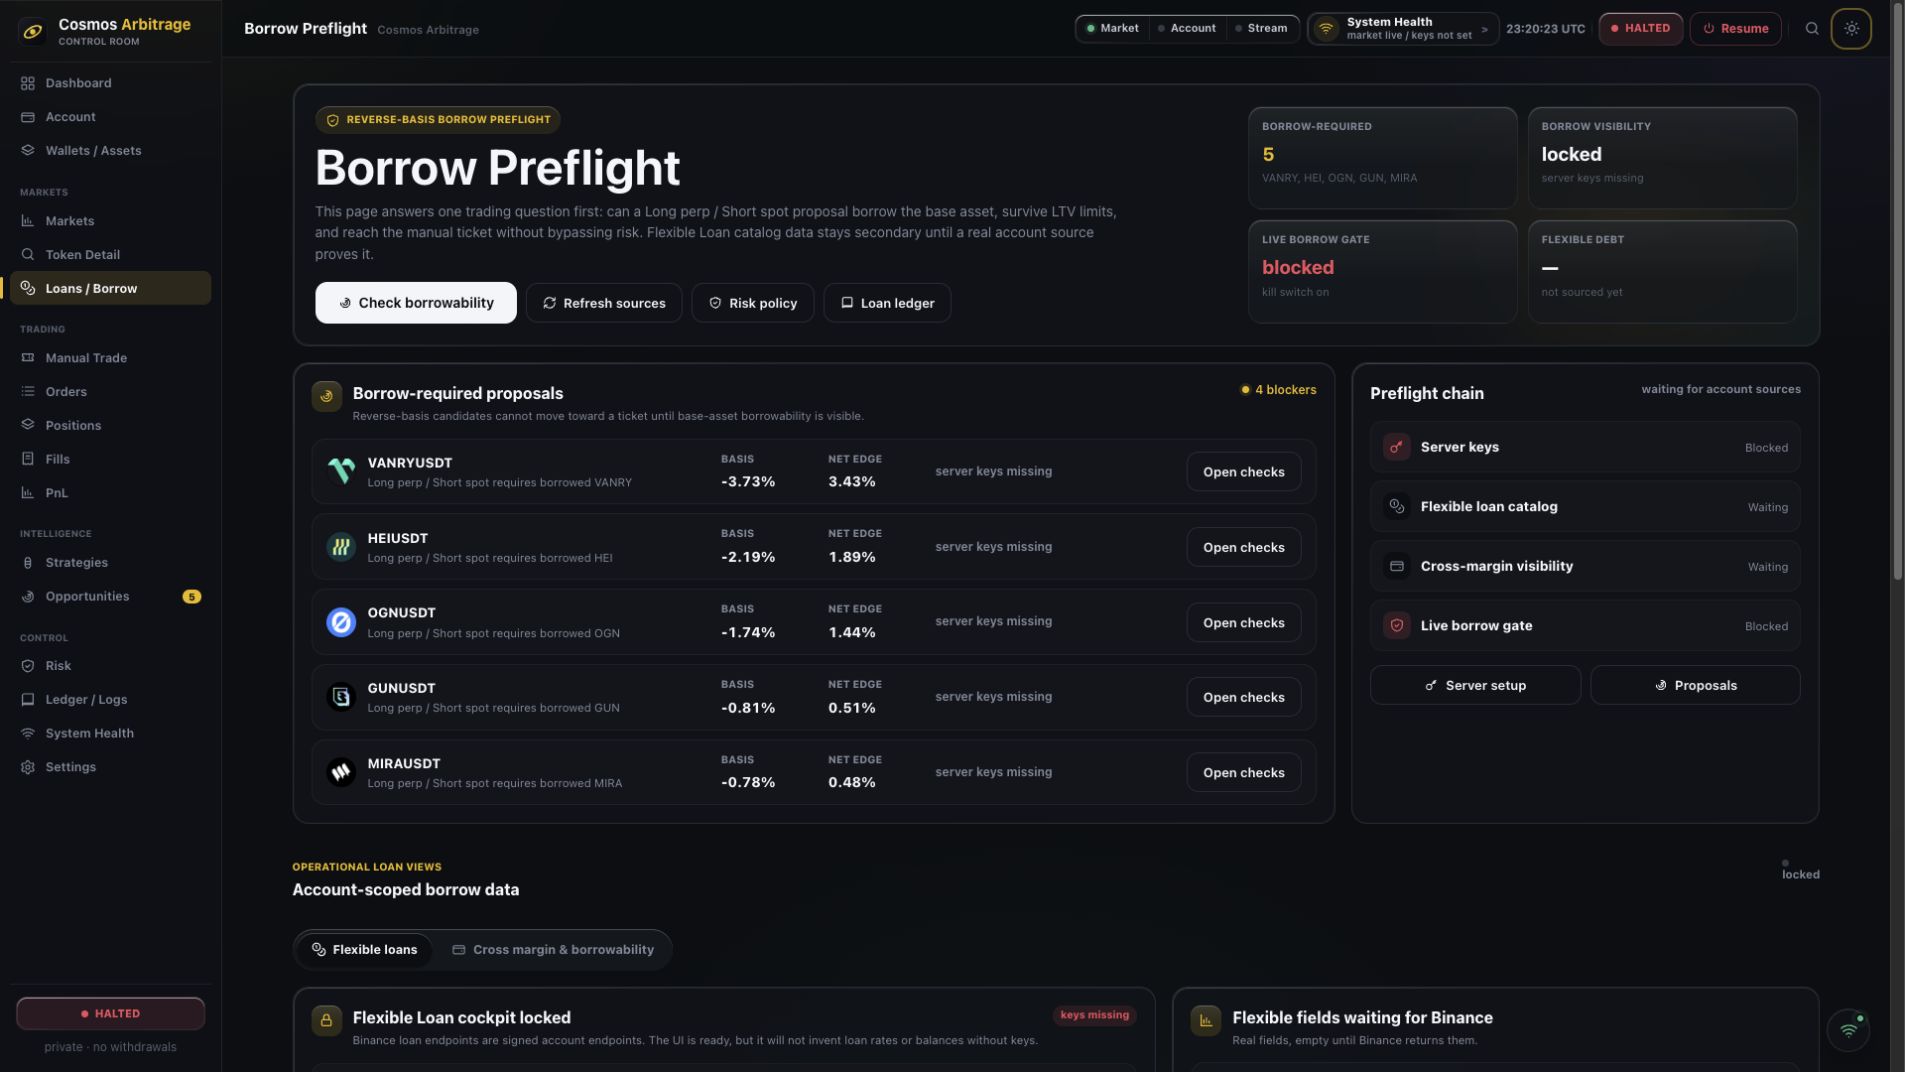 Cosmos Arbitrage
CONTROL ROOM
Dashboard
Account
Wallets / Assets
MARKETS
Markets
Token Detail
Loans / Borrow
TRADING
Manual Trade
Orders
Positions
Fills
PnL
INTELLIGENCE
Strategies
Opportunities 5
CONTROL
Risk
Ledger / Logs
System Health
Settings
HALTED
private · no withdrawals
Borrow Preflight Cosmos Arbitrage
Market Account Stream
System Health
market live / keys not set >
23:20:23 UTC
HALTED
Resume
REVERSE-BASIS BORROW PREFLIGHT
Borrow Preflight
This page answers one trading question first: can a Long perp / Short spot proposal borrow the base asset, survive LTV limits,
and reach the manual ticket without bypassing risk. Flexible Loan catalog data stays secondary until a real account source
proves it.
Check borrowability Refresh sources Risk policy Loan ledger
BORROW-REQUIRED
5
VANRY, HEI, OGN, GUN, MIRA
BORROW VISIBILITY
locked
server keys missing
LIVE BORROW GATE
blocked
kill switch on
FLEXIBLE DEBT
—
not sourced yet
Borrow-required proposals
4 blockers
Reverse-basis candidates cannot move toward a ticket until base-asset borrowability is visible.
VANRYUSDT
Long perp / Short spot requires borrowed VANRY
BASIS
-3.73%
NET EDGE
3.43%
server keys missing
Open checks
HEIUSDT
Long perp / Short spot requires borrowed HEI
BASIS
-2.19%
NET EDGE
1.89%
server keys missing
Open checks
OGNUSDT
Long perp / Short spot requires borrowed OGN
BASIS
-1.74%
NET EDGE
1.44%
server keys missing
Open checks
GUNUSDT
Long perp / Short spot requires borrowed GUN
BASIS
-0.81%
NET EDGE
0.51%
server keys missing
Open checks
MIRAUSDT
Long perp / Short spot requires borrowed MIRA
BASIS
-0.78%
NET EDGE
0.48%
server keys missing
Open checks
Preflight chain
waiting for account sources
Server keys Blocked
Flexible loan catalog Waiting
Cross-margin visibility Waiting
Live borrow gate Blocked
Server setup Proposals
OPERATIONAL LOAN VIEWS
Account-scoped borrow data
locked
Flexible loans Cross margin & borrowability
Flexible Loan cockpit locked
keys missing
Binance loan endpoints are signed account endpoints. The UI is ready, but it will not invent loan rates or balances without keys.
Flexible fields waiting for Binance
Real fields, empty until Binance returns them.